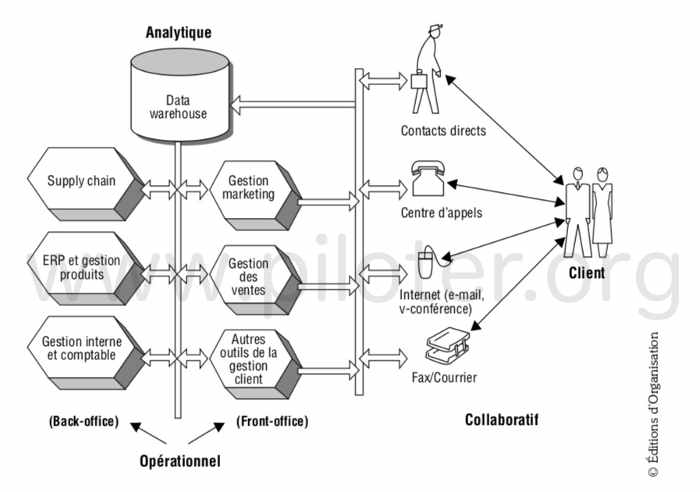 Analytique
Data
warehouse
Contacts directs
Supply chain
Gestion
marketing
Centre d'appels
ERP et gestion
produits
Gestion
des
ventes
Internet (e-mail,
v-conférence)
Client
Gestion interne
et comptable
Autres
outils de la
gestion
client
Fax/Courrier
(Back-office)
(Front-office)
Collaboratif
Opérationnel
www.piloter.org
© Éditions d'Organisation